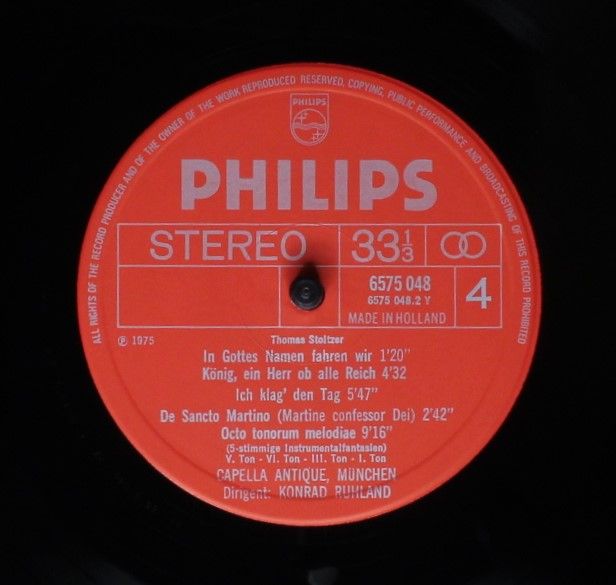 ALL RIGHTS OF THE RECORD PRODUCER AND OF THE OWNER OF THE WORK REPRODUCED RESERVED, COPYING, PUBLIC PERFORMANCE AND BROADCASTING OF THIS RECORD PROHIBITED
PHILIPS
PHILIPS
STEREO 33 1/3
6575 048
6575 048.2 Y 4
MADE IN HOLLAND
℗ 1975
Thomas Stoltzer
In Gottes Namen fahren wir 1'20"
König, ein Herr ob alle Reich 4'32
Ich klag' den Tag 5'47"
De Sancto Martino (Martine confessor Dei) 2'42"
Octo tonorum melodiae 9'16"
(5-stimmige Instrumentalfantasien)
V. Ton - VI. Ton - III. Ton - I. Ton
CAPELLA ANTIQUE, MÜNCHEN
Dirigent: KONRAD RUHLAND